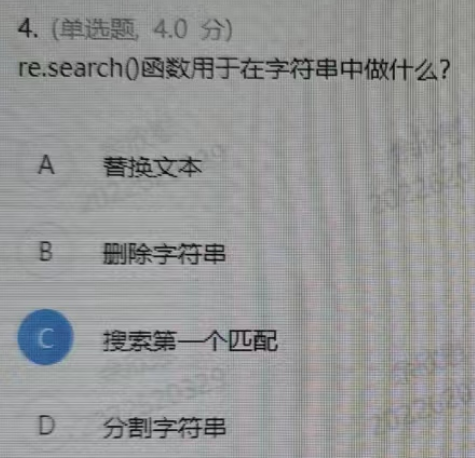 4. (单选题, 4.0 分)
re.search()函数用于在字符串中做什么?
A 替换文本
B 删除字符串
C 搜索第一个匹配
D 分割字符串